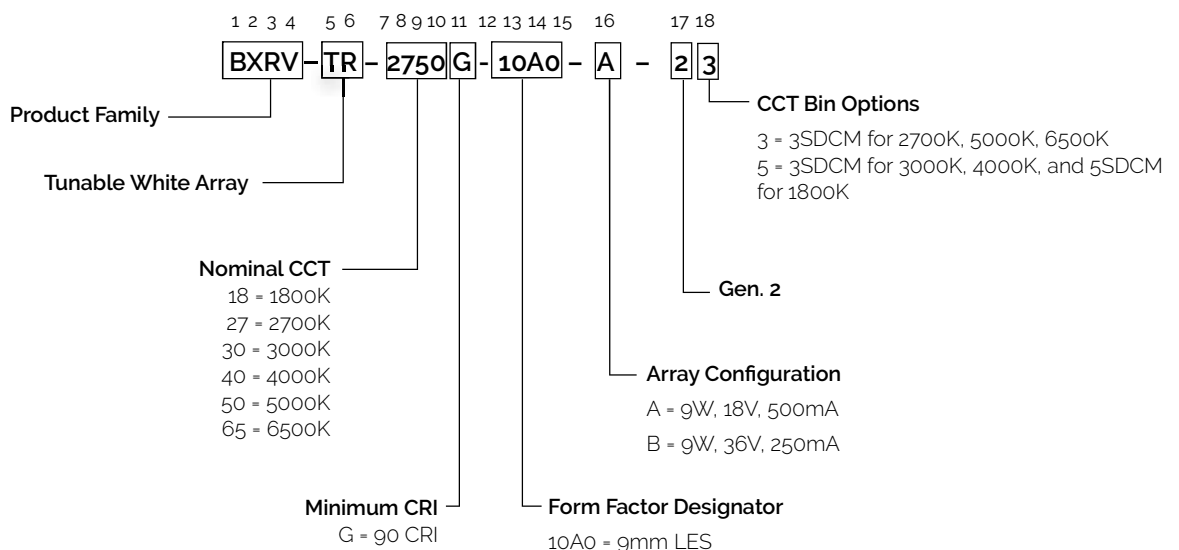 1 2 3 4 5 6 7 8 9 10 11 12 13 14 15 16 17 18
BXRV–TR–2750G-10A0–A–23
Product Family
Tunable White Array
Nominal CCT
18 = 1800K
27 = 2700K
30 = 3000K
40 = 4000K
50 = 5000K
65 = 6500K
Minimum CRI
G = 90 CRI
Form Factor Designator
10A0 = 9mm LES
Array Configuration
A = 9W, 18V, 500mA
B = 9W, 36V, 250mA
Gen. 2
CCT Bin Options
3 = 3SDCM for 2700K, 5000K, 6500K
5 = 3SDCM for 3000K, 4000K, and 5SDCM
for 1800K